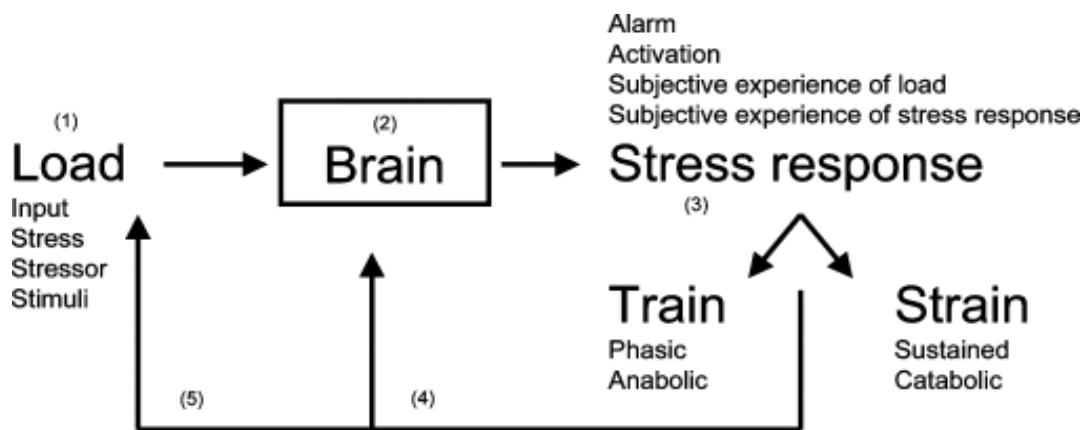 (1)
Load
Input
Stress
Stressor
Stimuli
(2)
Brain
Alarm
Activation
Subjective experience of load
Subjective experience of stress response
Stress response
(3)
Train
Phasic
Anabolic
Strain
Sustained
Catabolic
(5)
(4)